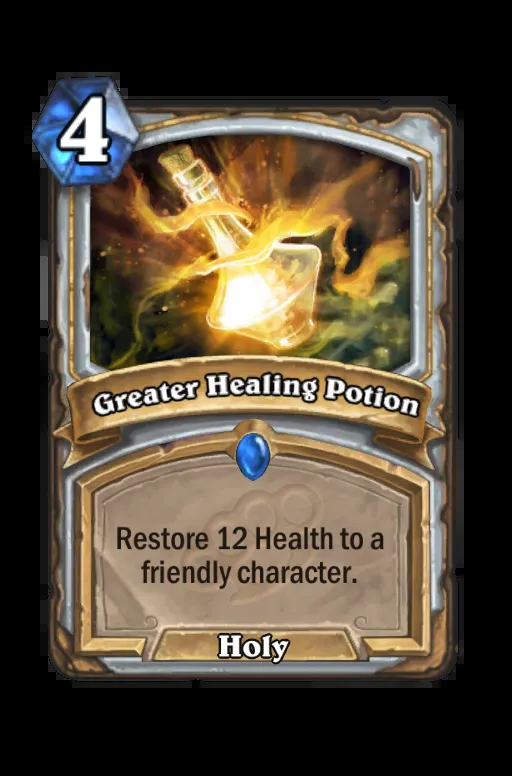 4
Greater Healing Potion
Restore 12 Health to a
friendly character.
Holy